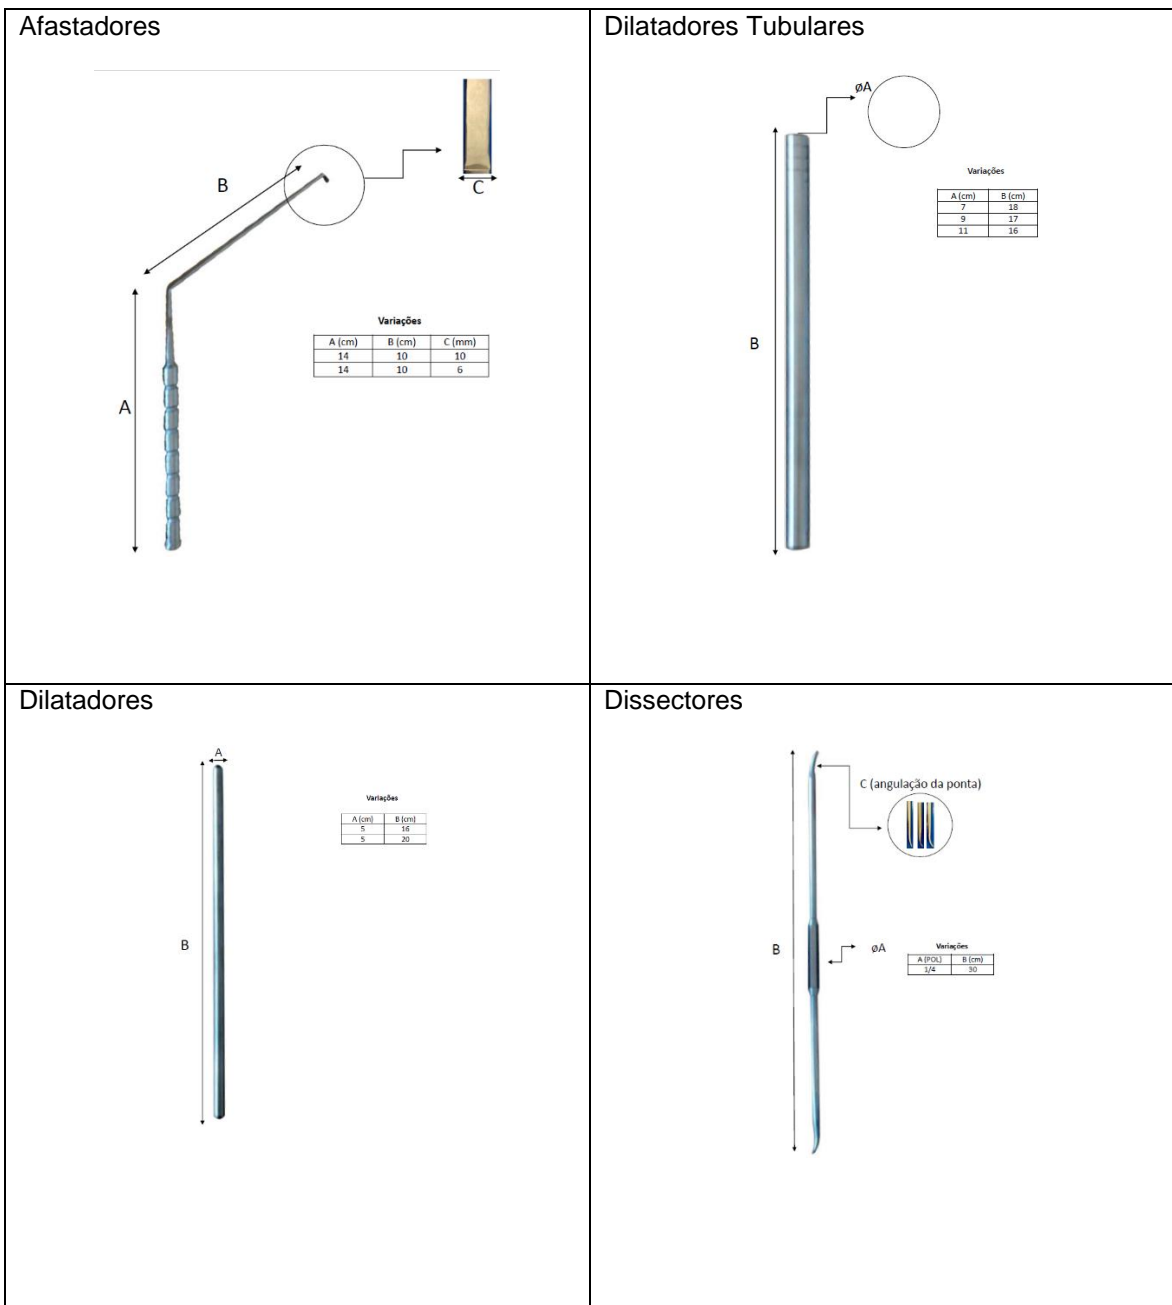 Afastadores
C
B
A
Variações
A (cm) B (cm) C (mm)
14 10 10
14 10 6
Dilatadores Tubulares
øA
B
Variações
A (cm) B (cm)
7 18
9 17
11 16
Dilatadores
A
B
Variações
A (cm) B (cm)
5 16
5 20
Dissectores
C (angulação da ponta)
B
øA
Variações
A (POL) B (cm)
1/4 30